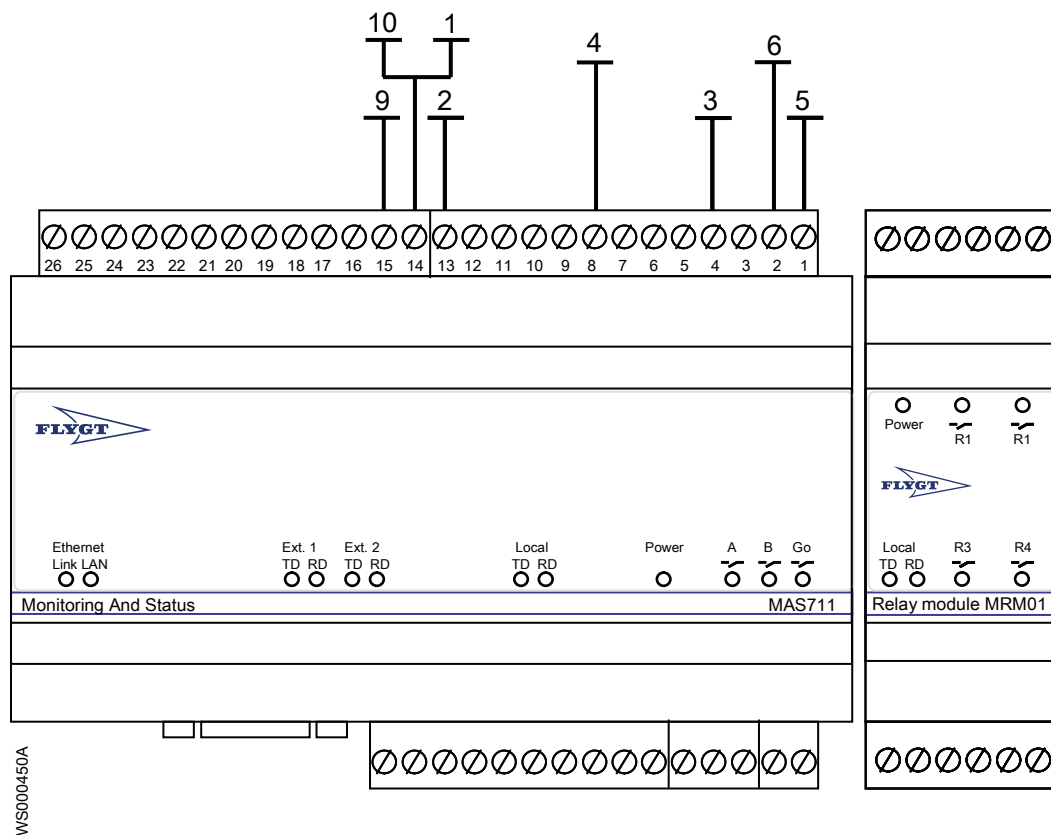 10 1
4 6
9 2 3 5
26 25 24 23 22 21 20 19 18 17 16 15 14 13 12 11 10 9 8 7 6 5 4 3 2 1
FLYGT
Ethernet
Link LAN
Ext. 1 Ext. 2
TD RD TD RD
Local
TD RD
Power A B Go
Monitoring And Status MAS711
Power R1 R1
FLYGT
Local R3 R4
TD RD
Relay module MRM01
WS000450A